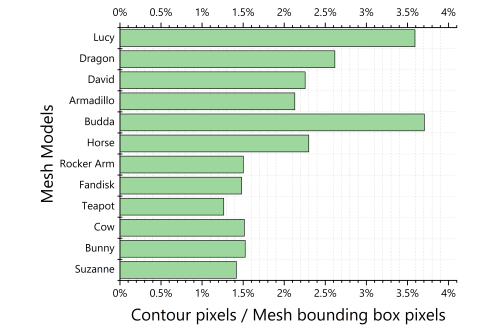 0% 0.5% 1% 1.5% 2% 2.5% 3% 3.5% 4%
Lucy
Dragon
David
Armadillo
Budda
Horse
Rocker Arm
Fandisk
Teapot
Cow
Bunny
Suzanne
Mesh Models
0% 0.5% 1% 1.5% 2% 2.5% 3% 3.5% 4%
Contour pixels / Mesh bounding box pixels